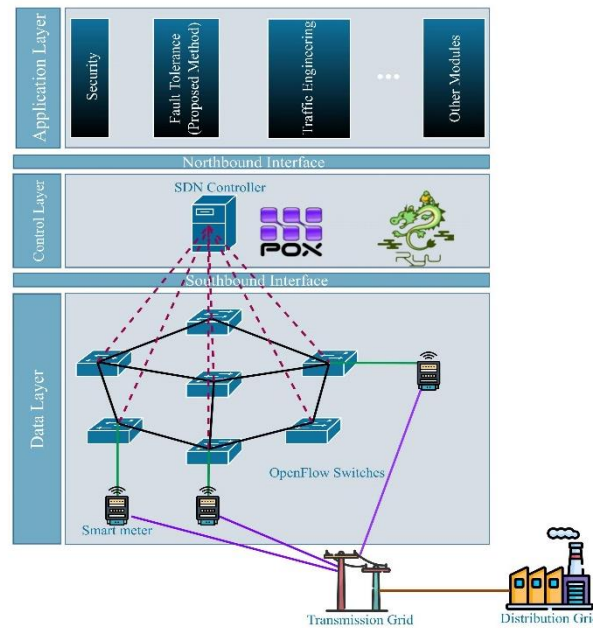 Application Layer
Security
Fault Tolerance
(Proposed Method)
Traffic Engineering
...
Other Modules
Northbound Interface
Control Layer
SDN Controller
POX
RYU
Southbound Interface
Data Layer
OpenFlow Switches
Smart meter
Transmission Grid
Distribution Grid